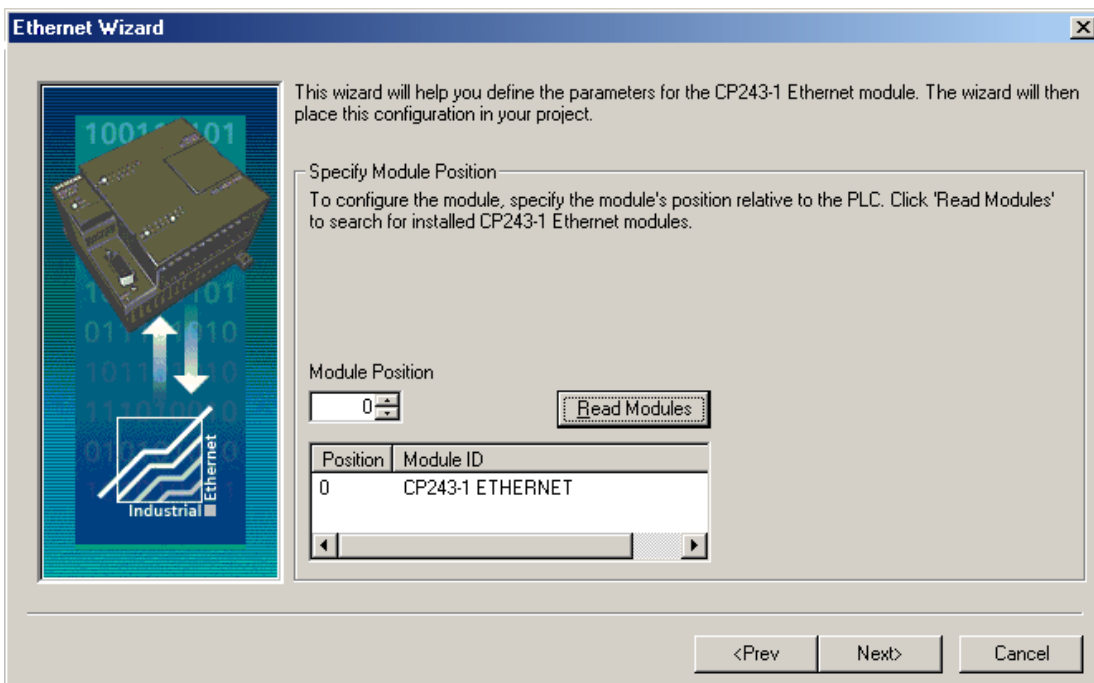 Ethernet Wizard
This wizard will help you define the parameters for the CP243-1 Ethernet module. The wizard will then
place this configuration in your project.
Specify Module Position
To configure the module, specify the module's position relative to the PLC. Click 'Read Modules'
to search for installed CP243-1 Ethernet modules.
Module Position
0
Read Modules
Position Module ID
0 CP243-1 ETHERNET
Industrial
Ethernet
<Prev Next> Cancel